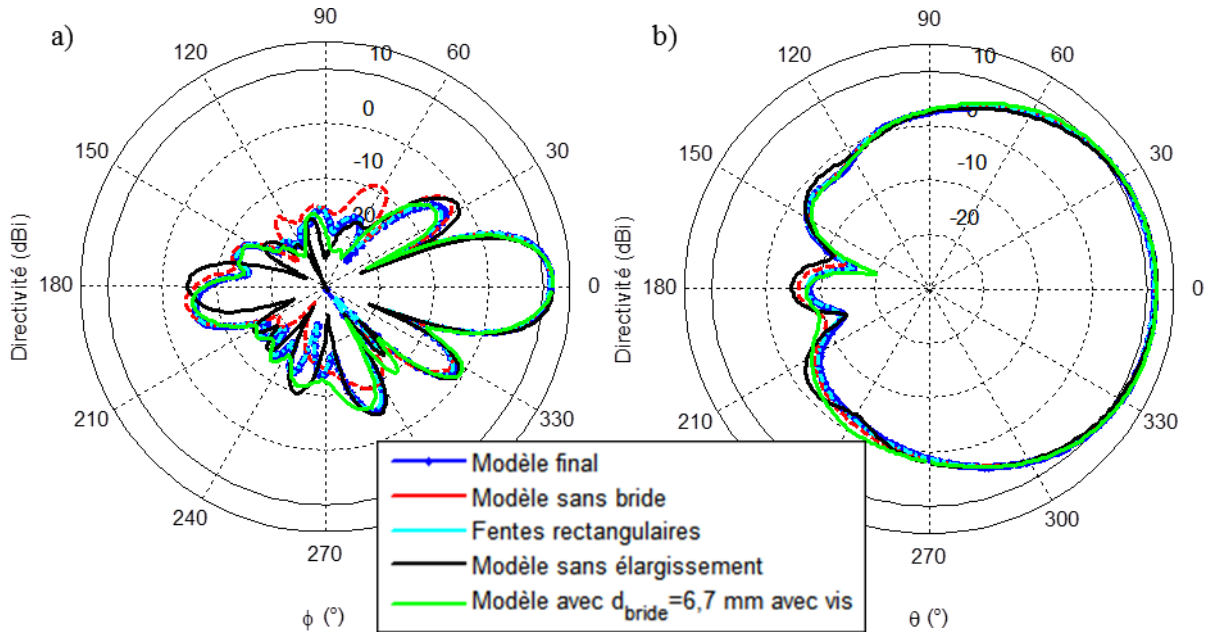 a)
90
120
60
150
30
180
0
210
330
240
270
10
0
-10
20
Directivité (dBi)
ϕ (°)
b)
90
120
60
150
30
180
0
210
330
240
300
270
10
0
-10
-20
Directivité (dBi)
θ (°)
Modèle final
Modèle sans bride
Fentes rectangulaires
Modèle sans élargissement
Modèle avec d_bride=6,7 mm avec vis